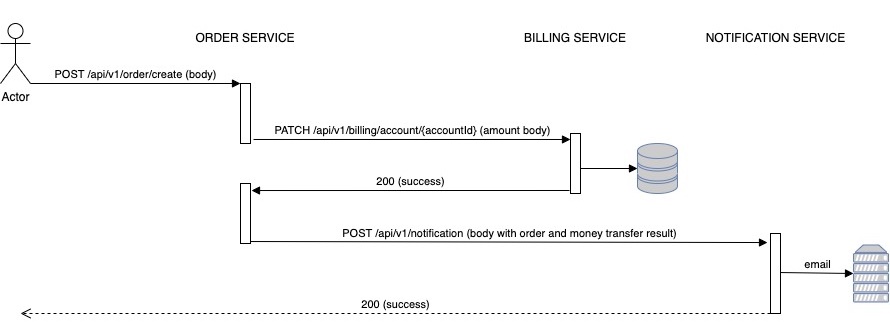 ORDER SERVICE
BILLING SERVICE
NOTIFICATION SERVICE
POST /api/v1/order/create (body)
Actor
PATCH /api/v1/billing/account/{accountId} (amount body)
200 (success)
POST /api/v1/notification (body with order and money transfer result)
email
200 (success)